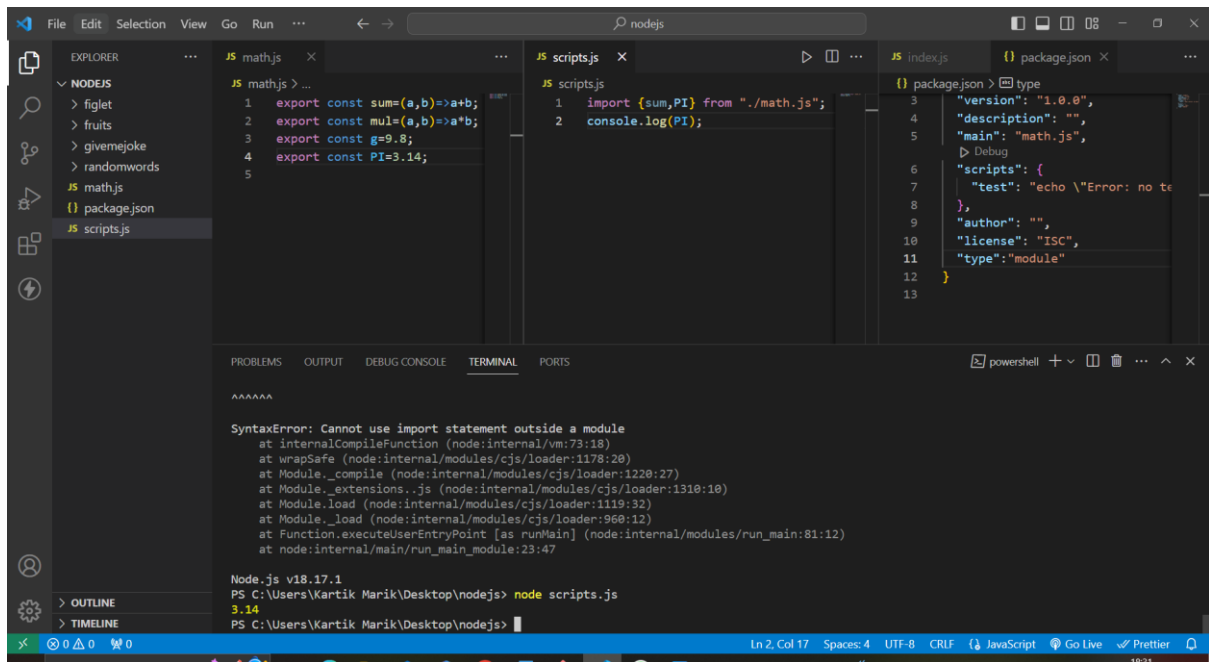 File Edit Selection View Go Run ··· nodejs
EXPLORER ···
NODEJS
figlet
fruits
givemejoke
randomwords
JS math.js
{} package.json
JS scripts.js
OUTLINE
TIMELINE
JS math.js ···
JS math.js > ...
1 export const sum=(a,b)=>a+b;
2 export const mul=(a,b)=>a*b;
3 export const g=9.8;
4 export const PI=3.14;
5
JS scripts.js ···
JS scripts.js
1 import {sum,PI} from "./math.js";
2 console.log(PI);
JS index.js {} package.json ···
{} package.json > type
3 "version": "1.0.0",
4 "description": "",
5 "main": "math.js",
Debug
6 "scripts": {
7 "test": "echo \"Error: no te
8 },
9 "author": "",
10 "license": "ISC",
11 "type":"module"
12 }
13
PROBLEMS OUTPUT DEBUG CONSOLE TERMINAL PORTS powershell ···
^^^^^^
SyntaxError: Cannot use import statement outside a module
at internalCompileFunction (node:internal/vm:73:18)
at wrapSafe (node:internal/modules/cjs/loader:1178:20)
at Module._compile (node:internal/modules/cjs/loader:1220:27)
at Module._extensions..js (node:internal/modules/cjs/loader:1310:10)
at Module.load (node:internal/modules/cjs/loader:1119:32)
at Module._load (node:internal/modules/cjs/loader:960:12)
at Function.executeUserEntryPoint [as runMain] (node:internal/modules/run_main:81:12)
at node:internal/main/run_main_module:23:47
Node.js v18.17.1
PS C:\Users\Kartik Marik\Desktop\nodejs> node scripts.js
3.14
PS C:\Users\Kartik Marik\Desktop\nodejs>
0 0 0 Ln 2, Col 17 Spaces: 4 UTF-8 CRLF {} JavaScript Go Live Prettier